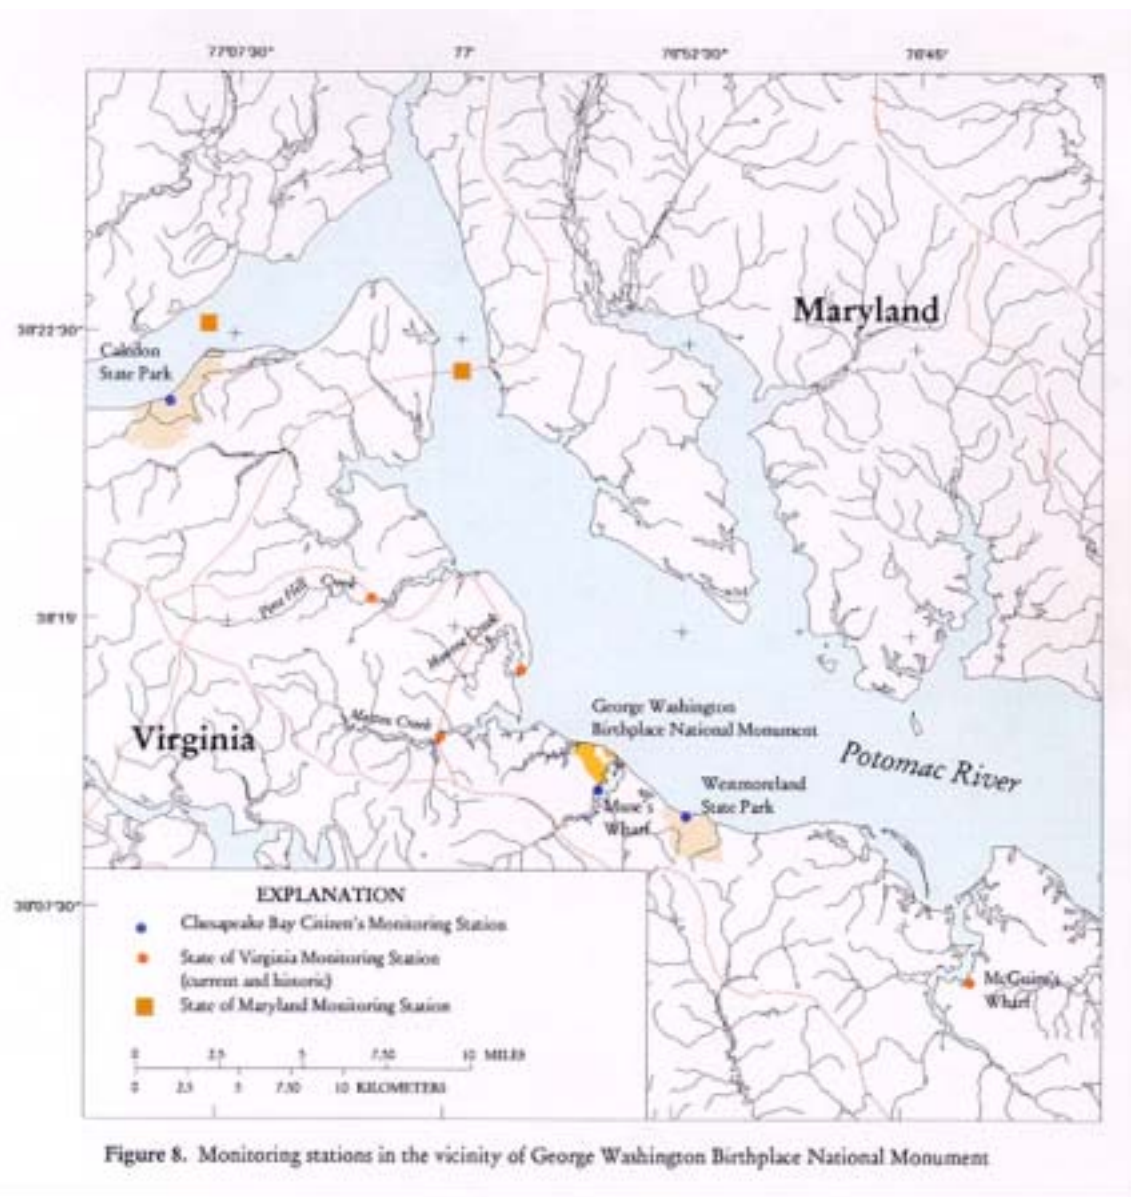 77°07'30"
77°
76°52'30"
76°45'
38°22'30"
Maryland
Caledon
State Park
38°15'
Creek
Creek
Mattox Creek
Virginia
George Washington
Birthplace National Monument
Potomac River
Westmoreland
State Park
Muse's
Wharf
38°07'30"
EXPLANATION
Chesapeake Bay Citizen's Monitoring Station
State of Virginia Monitoring Station
(current and historic)
State of Maryland Monitoring Station
0 2.5 5 7.50 10 MILES
0 2.5 5 7.50 10 KILOMETERS
McGuire's
Wharf
Figure 8. Monitoring stations in the vicinity of George Washington Birthplace National Monument